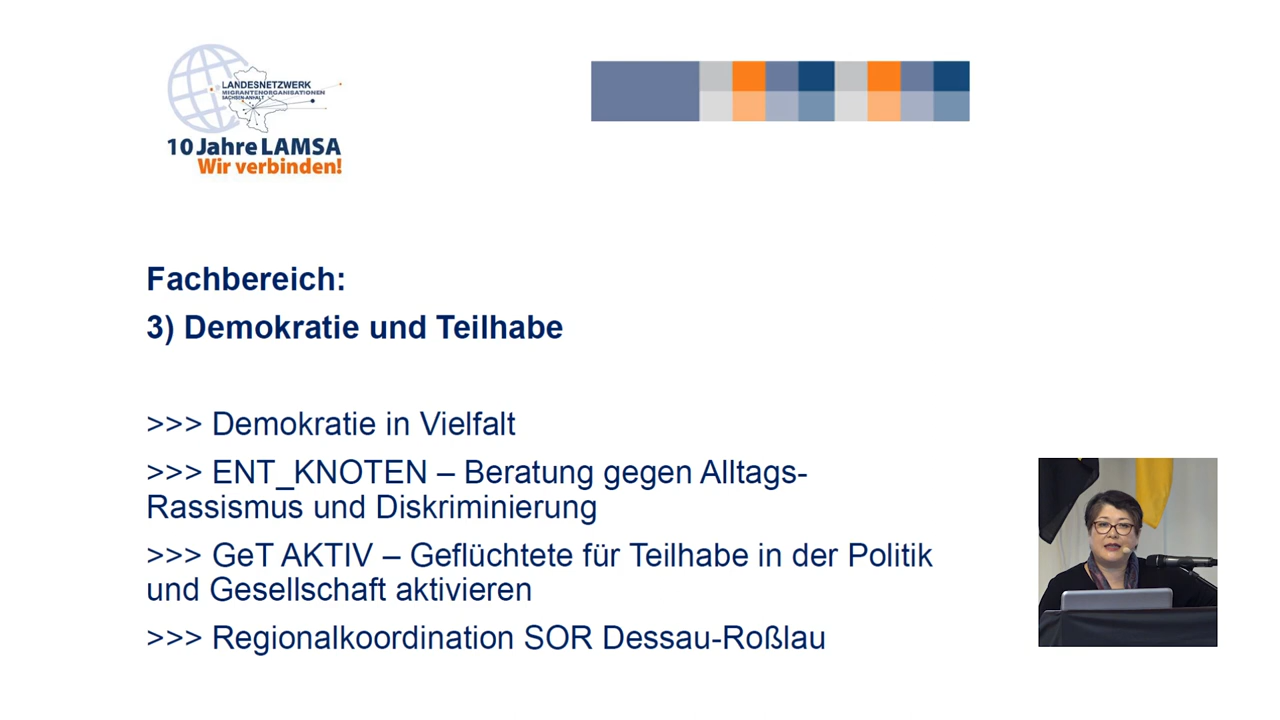 LANDESNETZWERK
MIGRANTENORGANISATIONEN
SACHSEN-ANHALT
10 Jahre LAMSA
Wir verbinden!
Fachbereich:
3) Demokratie und Teilhabe
>>> Demokratie in Vielfalt
>>> ENT_KNOTEN – Beratung gegen Alltags-
Rassismus und Diskriminierung
>>> GeT AKTIV – Geflüchtete für Teilhabe in der Politik
und Gesellschaft aktivieren
>>> Regionalkoordination SOR Dessau-Roßlau